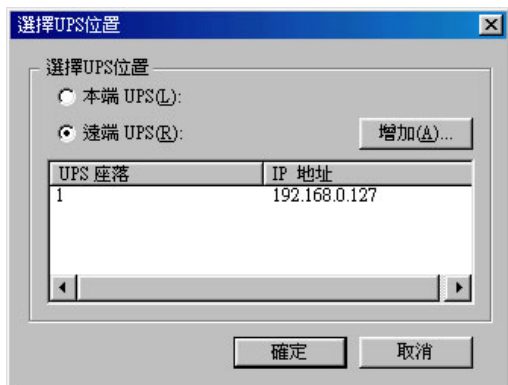 選擇UPS位置
選擇UPS位置
本端 UPS(L):
遠端 UPS(R):
增加(A)...
UPS 座落 IP 地址
1 192.168.0.127
確定 取消